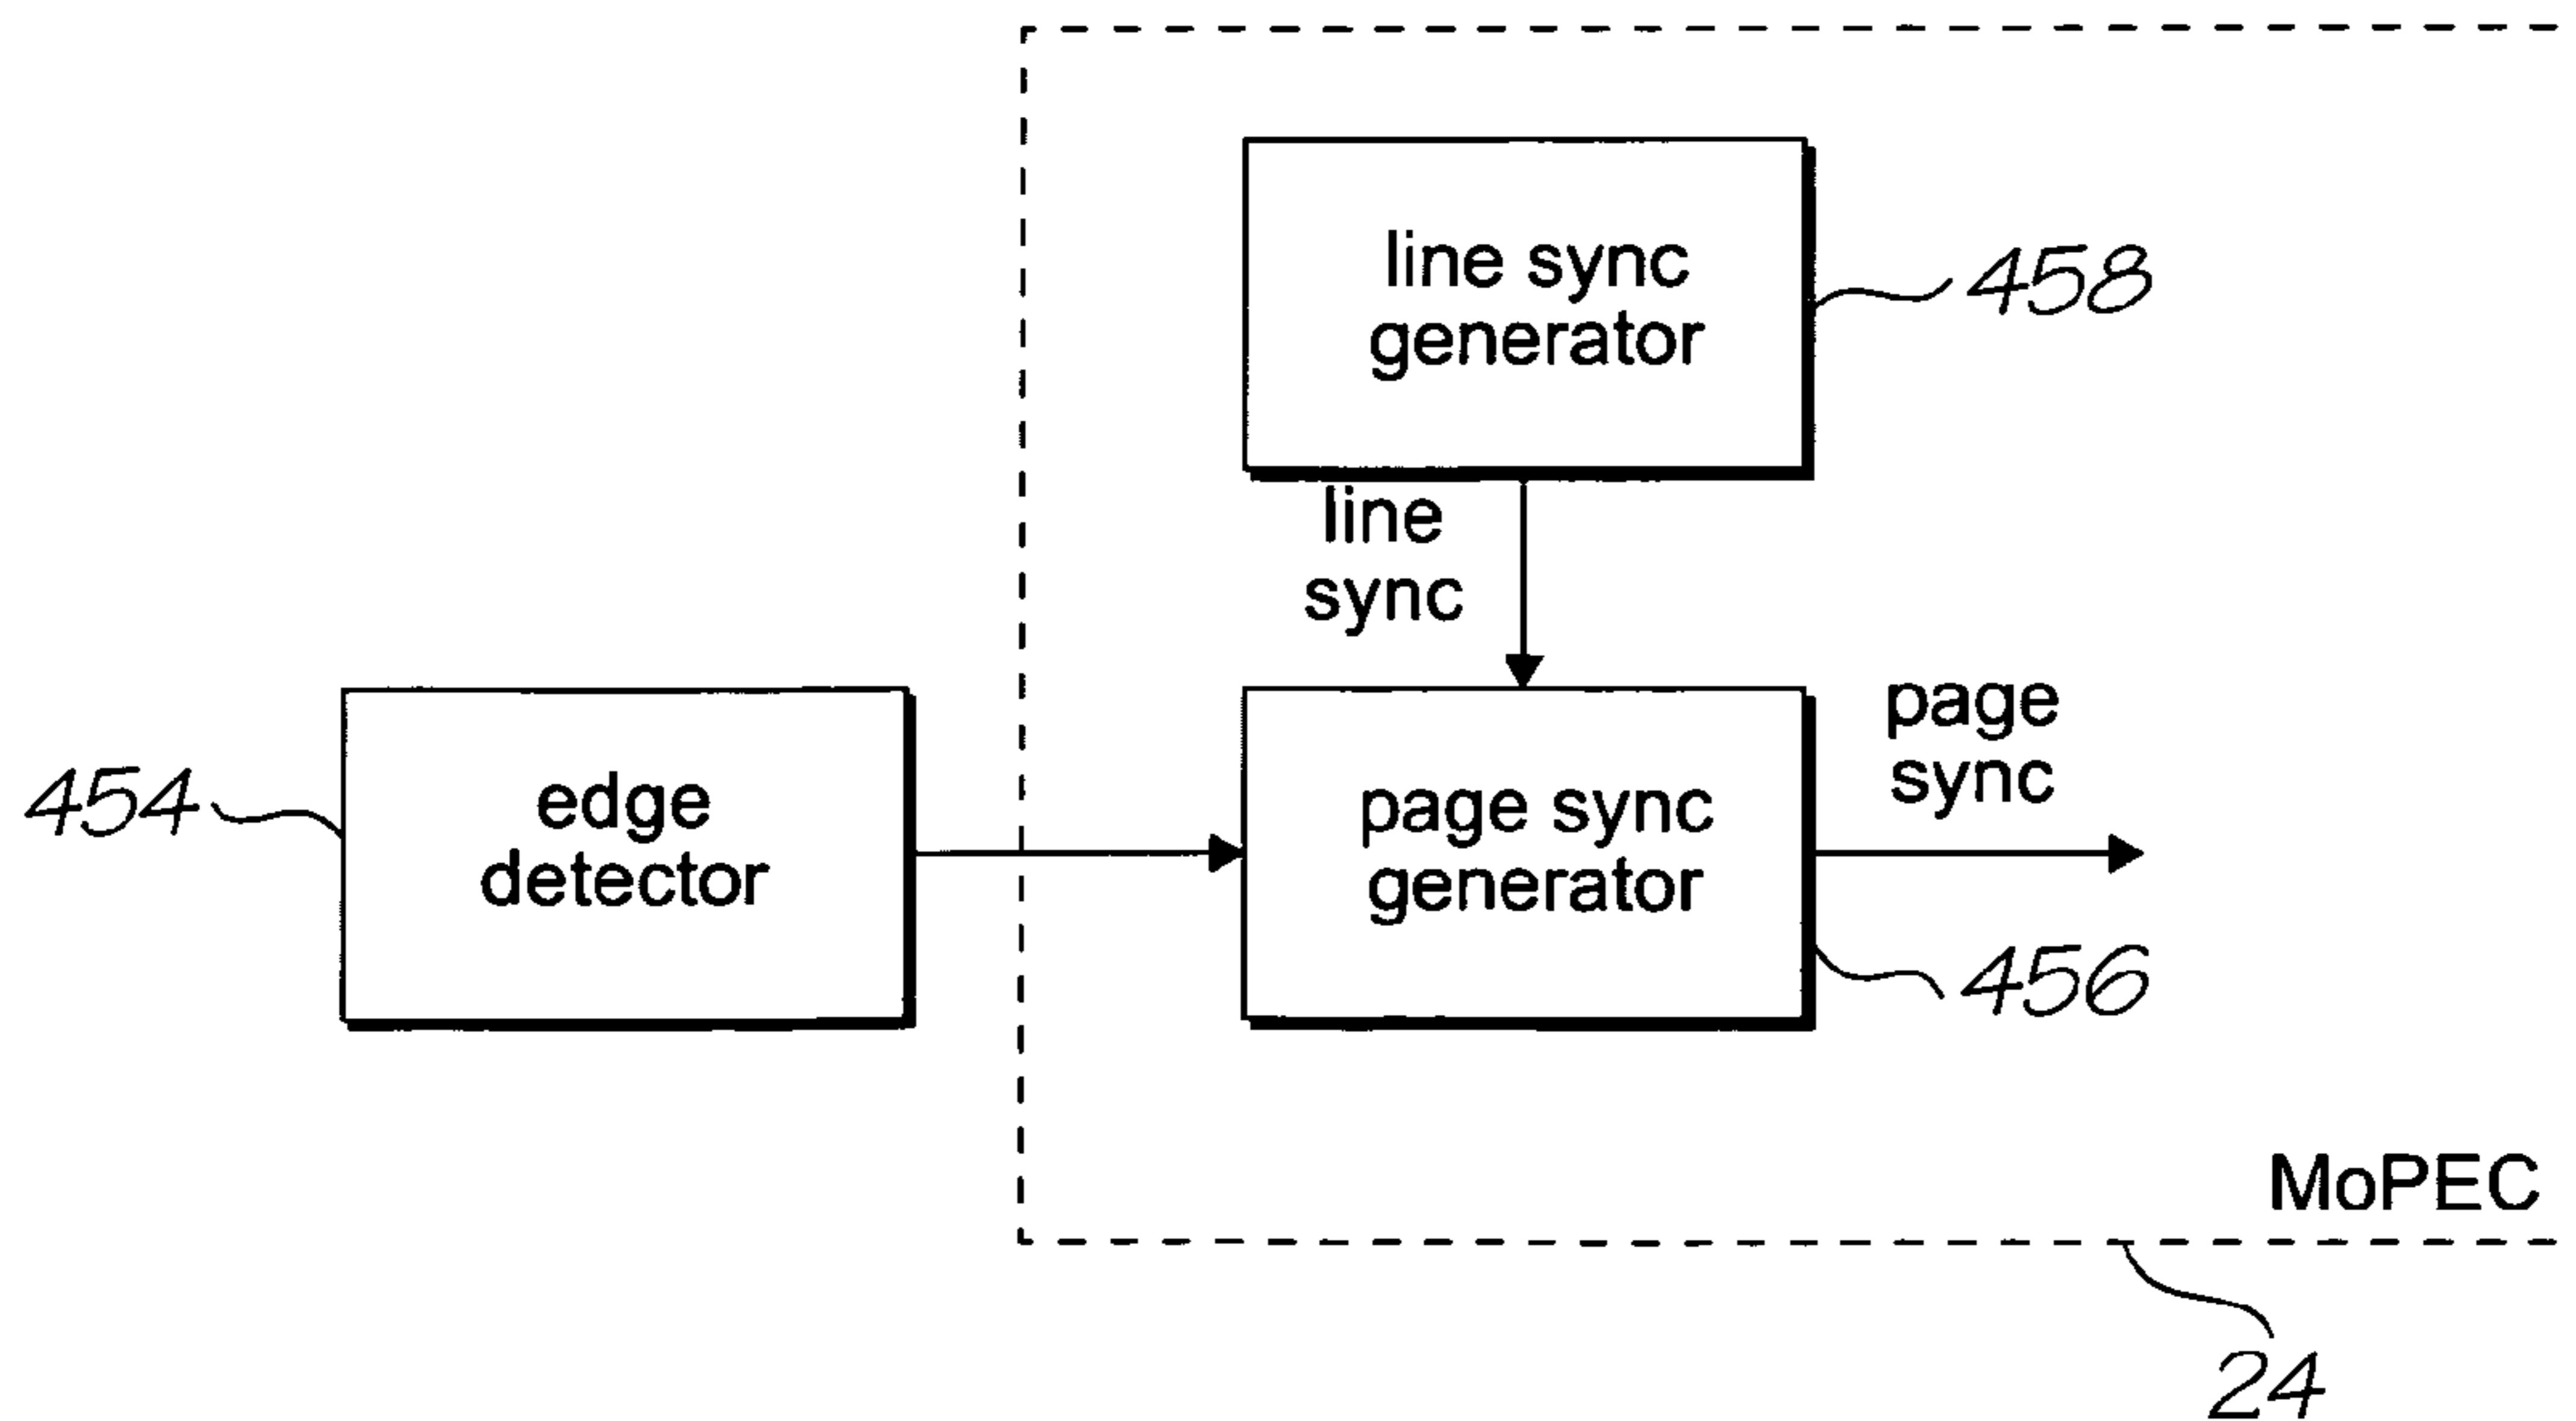 line sync
generator
458
line
sync
454
edge
detector
page sync
generator
page
sync
456
MoPEC
24